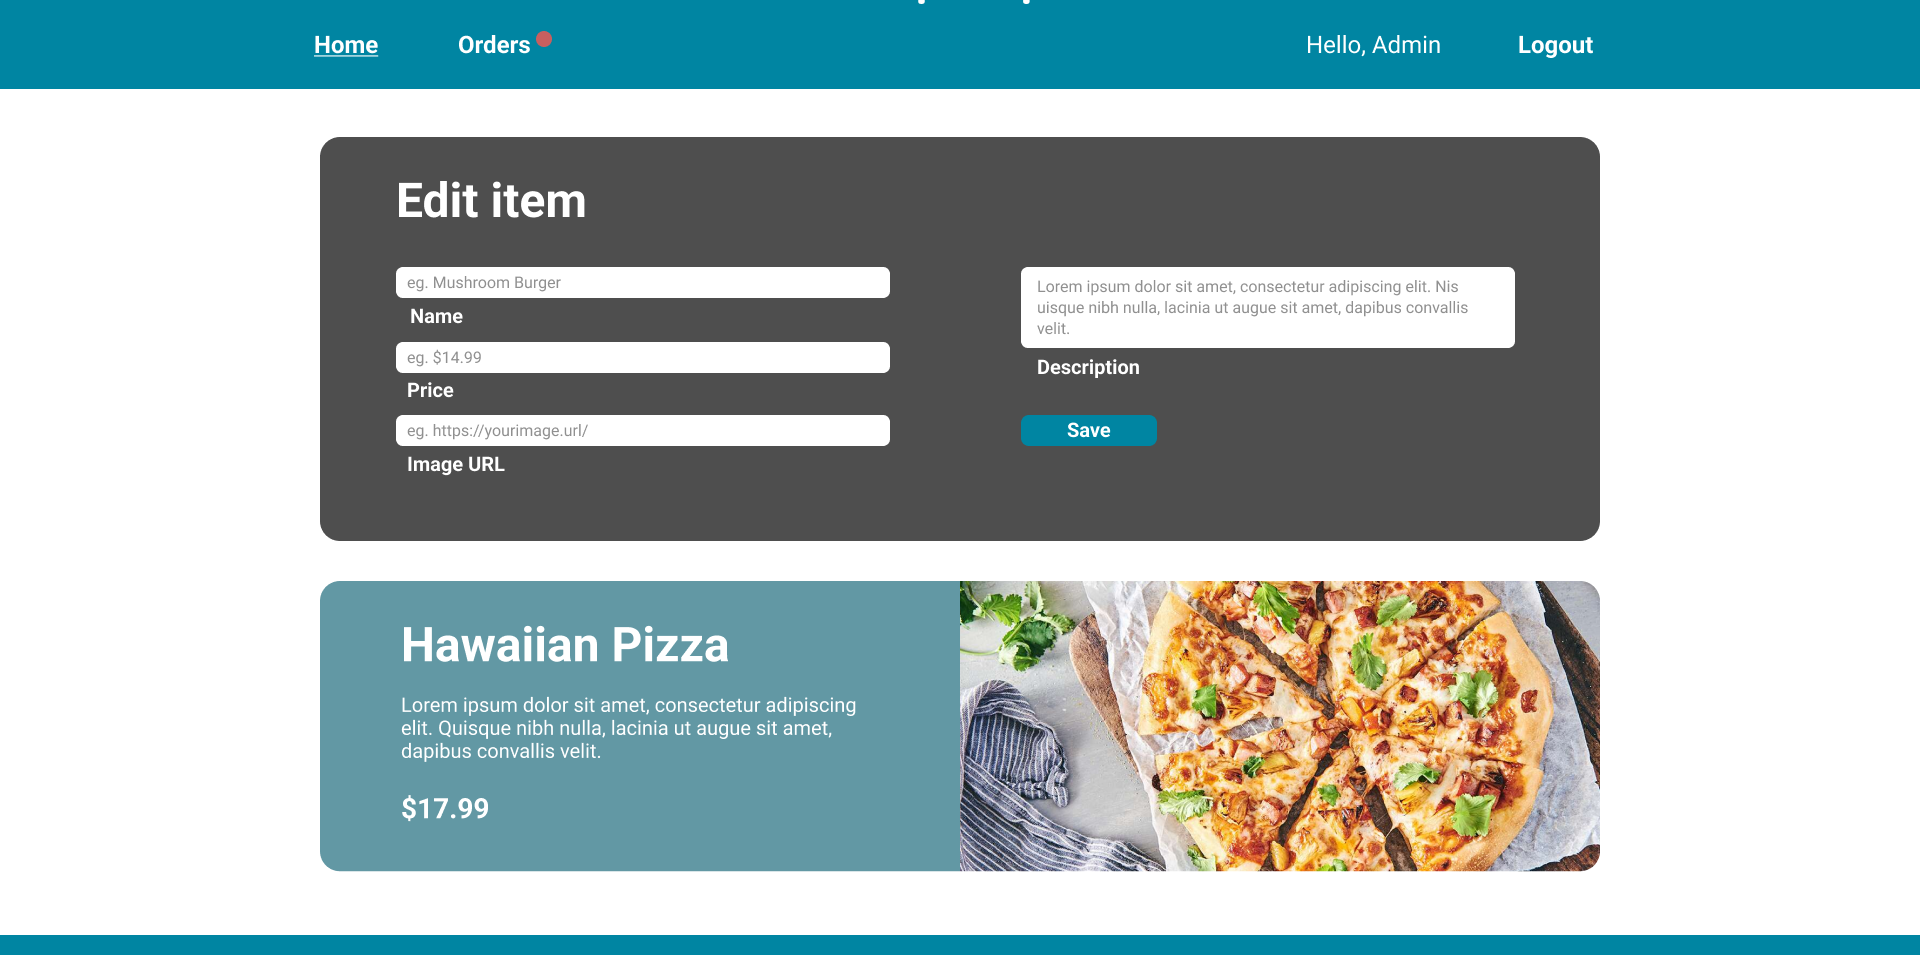 Home Orders Hello, Admin Logout
Edit item
eg. Mushroom Burger
Name
eg. $14.99
Price
eg. https://yourimage.url/
Image URL
Lorem ipsum dolor sit amet, consectetur adipiscing elit. Nis
uisque nibh nulla, lacinia ut augue sit amet, dapibus convallis
velit.
Description
Save
Hawaiian Pizza
Lorem ipsum dolor sit amet, consectetur adipiscing
elit. Quisque nibh nulla, lacinia ut augue sit amet,
dapibus convallis velit.
$17.99